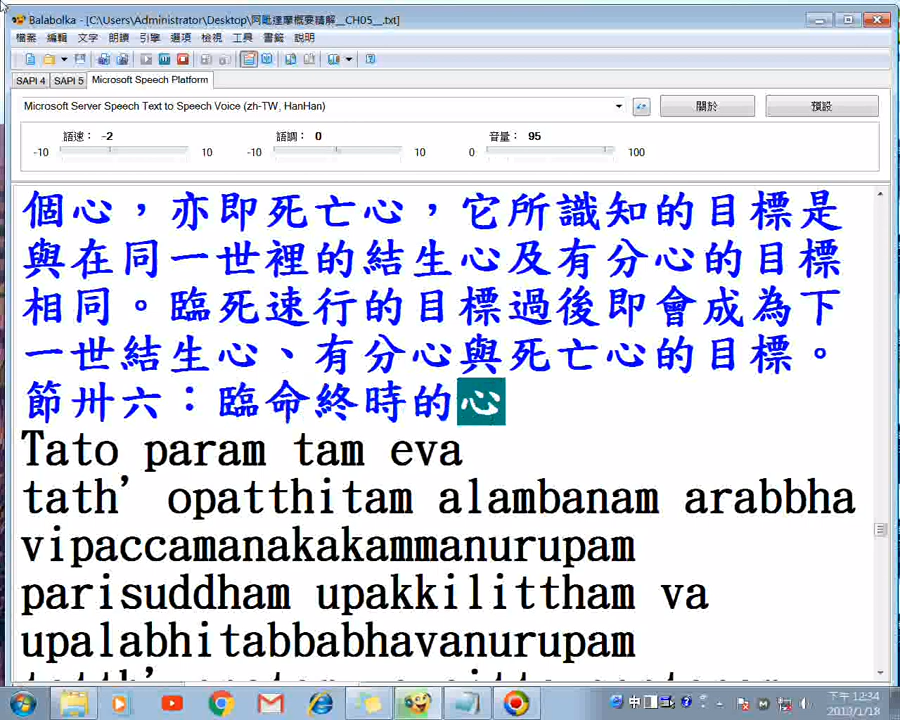 Balabolka - [C:\Users\Administrator\Desktop\阿毗達摩概要精解__CH05__.txt]
檔案 編輯 文字 朗讀 引擎 選項 檢視 工具 書籤 說明
SAPI 4 SAPI 5 Microsoft Speech Platform
Microsoft Server Speech Text to Speech Voice (zh-TW, HanHan)
關於 預設
語速： -2 語調： 0 音量： 95
-10 10 -10 10 0 100
個心，亦即死亡心，它所識知的目標是
與在同一世裡的結生心及有分心的目標
相同。臨死速行的目標過後即會成為下
一世結生心、有分心與死亡心的目標。
節卅六：臨命終時的心
Tato param tam eva
tath’ opatthitam alambanam arabbha
vipaccamanakakammanurupam
parisuddham upakkilittham va
upalabhitabbabhavanurupam
中
下午 12:34
2019/1/18